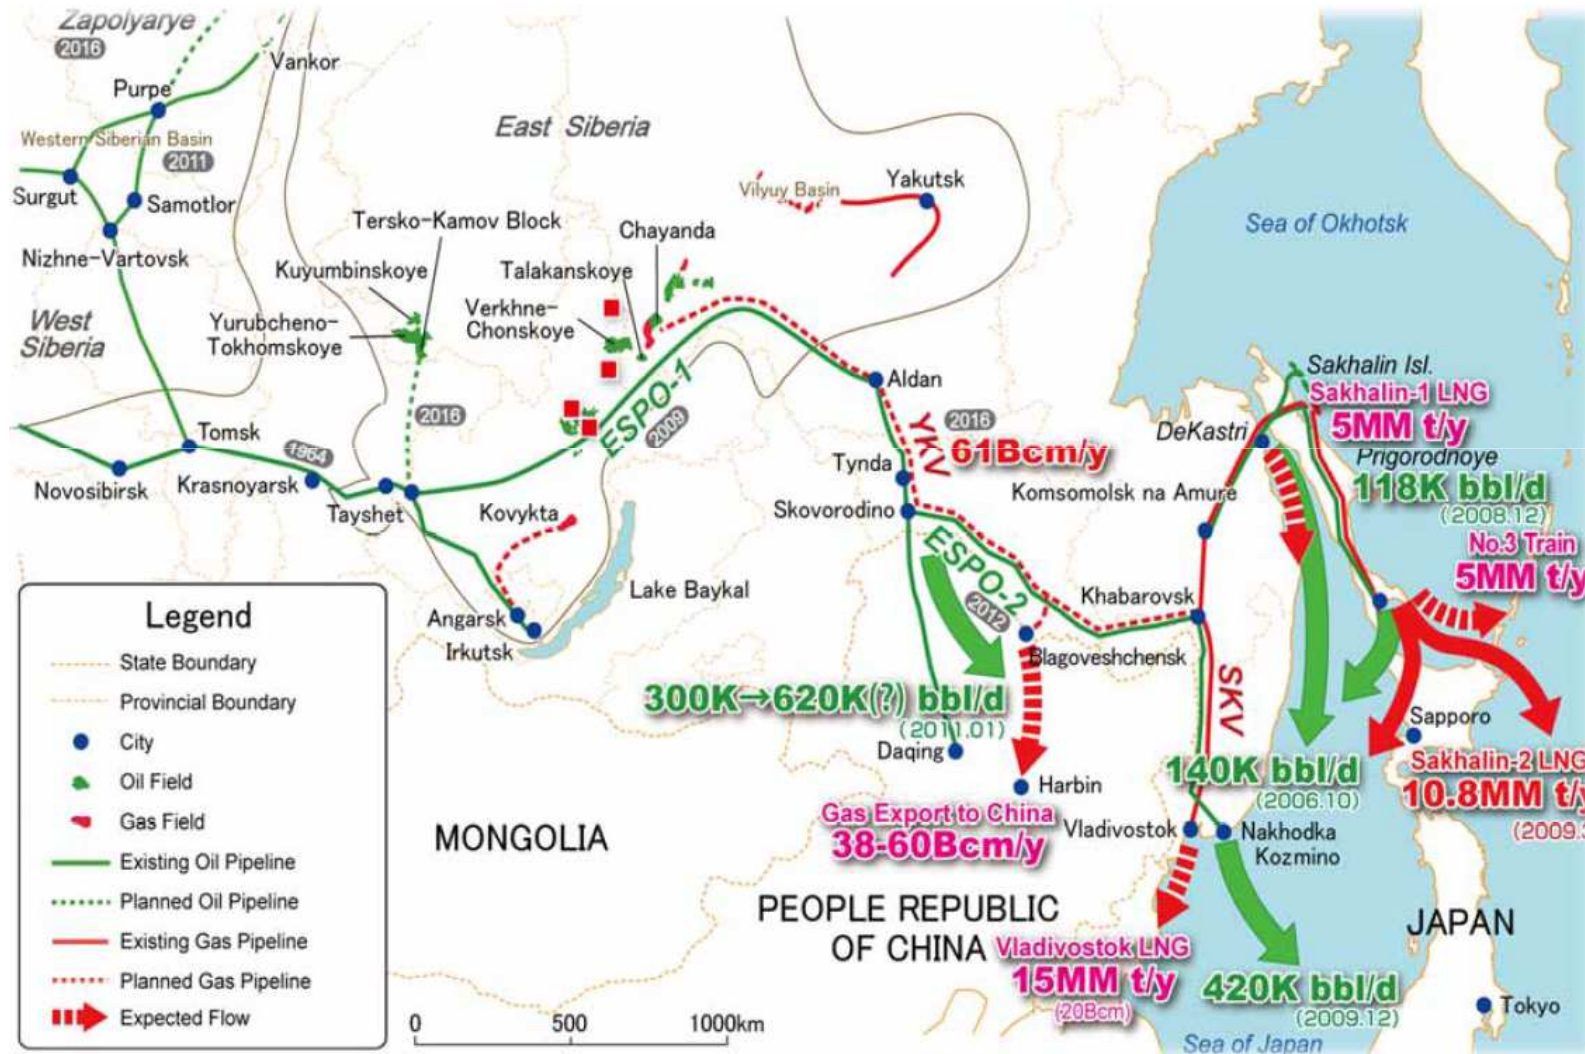 Zapolyarye
2016
Vankor
Purpe
Western Siberian Basin
2011
East Siberia
Surgut
Samotlor
Nizhne-Vartovsk
Tersko-Kamov Block
Kuyumbinskoye
Yurubcheno-
Tokhomskoye
Chayanda
Talakanskoye
Verkhne-
Chonskoye
Vilyuy Basin
Yakutsk
Sea of Okhotsk
West
Siberia
ESPO-1
2009
2016
Aldan
YKV
2016
61Bcm/y
Sakhalin Isl.
Sakhalin-1 LNG
5MM t/y
DeKastri
Prigorodnoye
118K bbl/d
(2008.12)
No.3 Train
5MM t/y
Tomsk
1964
Novosibirsk
Krasnoyarsk
Tayshet
Kovykta
Tynda
Skovorodino
Komsomolsk na Amure
ESPO-2
2012
Khabarovsk
Lake Baykal
Angarsk
Irkutsk
Blagoveshchensk
SKV
300K→620K(?) bbl/d
(2011.01)
Daqing
Harbin
Gas Export to China
38-60Bcm/y
Sapporo
140K bbl/d
(2006.10)
Sakhalin-2 LNG
10.8MM t/y
(2009.3
Vladivostok
Nakhodka
Kozmino
MONGOLIA
PEOPLE REPUBLIC
OF CHINA
JAPAN
Vladivostok LNG
15MM t/y
(20Bcm)
420K bbl/d
(2009.12)
Tokyo
Sea of Japan
Legend
State Boundary
Provincial Boundary
City
Oil Field
Gas Field
Existing Oil Pipeline
Planned Oil Pipeline
Existing Gas Pipeline
Planned Gas Pipeline
Expected Flow
0 500 1000km